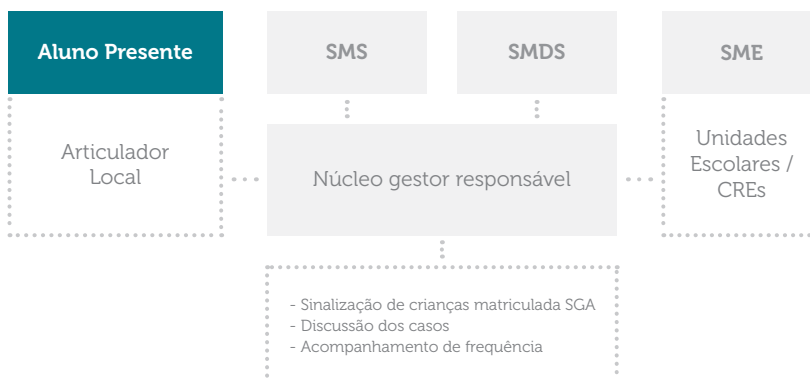 Aluno Presente
SMS
SMDS
SME
Articulador
Local
Núcleo gestor responsável
Unidades
Escolares /
CREs
- Sinalização de crianças matriculada SGA
- Discussão dos casos
- Acompanhamento de frequência